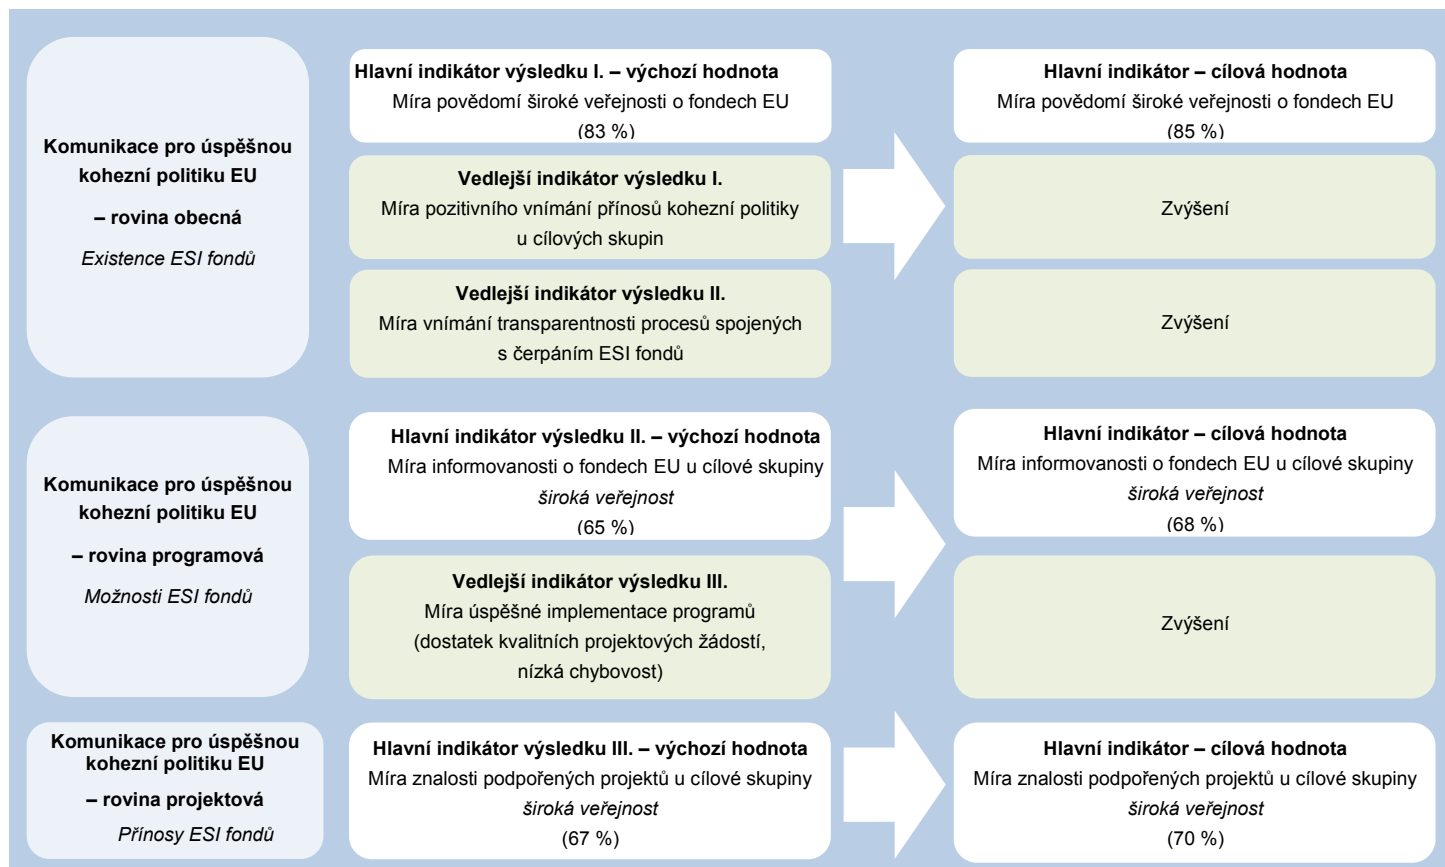 Komunikace pro úspěšnou
kohezní politiku EU
– rovina obecná
Existence ESI fondů
Hlavní indikátor výsledku I. – výchozí hodnota
Míra povědomí široké veřejnosti o fondech EU
(83 %)
Hlavní indikátor – cílová hodnota
Míra povědomí široké veřejnosti o fondech EU
(85 %)
Vedlejší indikátor výsledku I.
Míra pozitivního vnímání přínosů kohezní politiky
u cílových skupin
Zvýšení
Vedlejší indikátor výsledku II.
Míra vnímání transparentnosti procesů spojených
s čerpáním ESI fondů
Zvýšení
Komunikace pro úspěšnou
kohezní politiku EU
– rovina programová
Možnosti ESI fondů
Hlavní indikátor výsledku II. – výchozí hodnota
Míra informovanosti o fondech EU u cílové skupiny
široká veřejnost
(65 %)
Hlavní indikátor – cílová hodnota
Míra informovanosti o fondech EU u cílové skupiny
široká veřejnost
(68 %)
Vedlejší indikátor výsledku III.
Míra úspěšné implementace programů
(dostatek kvalitních projektových žádostí,
nízká chybovost)
Zvýšení
Komunikace pro úspěšnou
kohezní politiku EU
– rovina projektová
Přínosy ESI fondů
Hlavní indikátor výsledku III. – výchozí hodnota
Míra znalosti podpořených projektů u cílové skupiny
široká veřejnost
(67 %)
Hlavní indikátor – cílová hodnota
Míra znalosti podpořených projektů u cílové skupiny
široká veřejnost
(70 %)